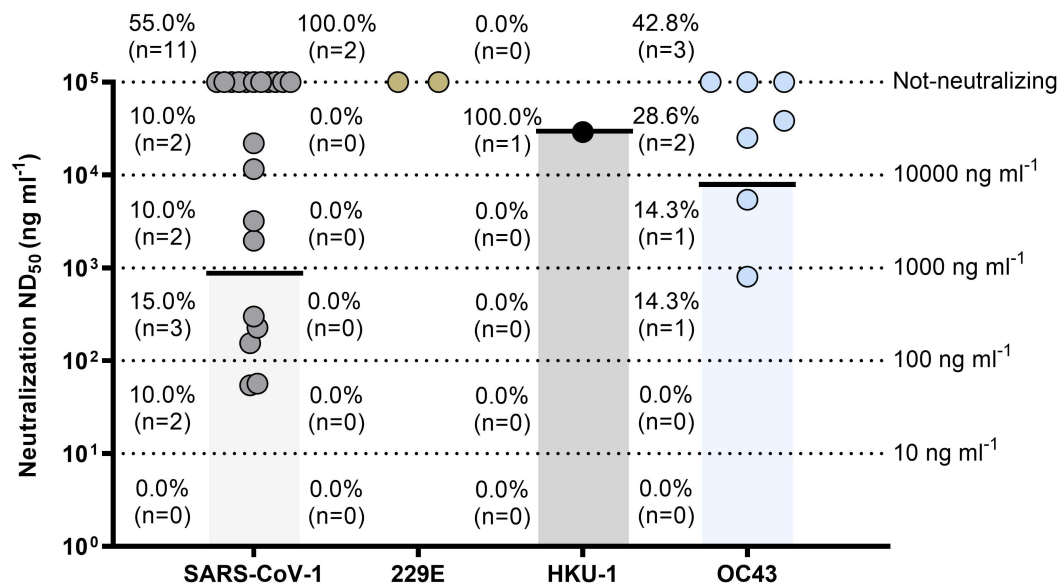 55.0% 100.0% 0.0% 42.8%
(n=11) (n=2) (n=0) (n=3)
10⁵ Not-neutralizing
10.0% 0.0% 100.0% 28.6%
(n=2) (n=0) (n=1) (n=2)
10⁴ 10000 ng ml⁻¹
10.0% 0.0% 0.0% 14.3%
(n=2) (n=0) (n=0) (n=1)
10³ 1000 ng ml⁻¹
15.0% 0.0% 0.0% 14.3%
(n=3) (n=0) (n=0) (n=1)
10² 100 ng ml⁻¹
10.0% 0.0% 0.0% 0.0%
(n=2) (n=0) (n=0) (n=0)
10¹ 10 ng ml⁻¹
0.0% 0.0% 0.0% 0.0%
(n=0) (n=0) (n=0) (n=0)
10⁰
Neutralization ND₅₀ (ng ml⁻¹)
SARS-CoV-1 229E HKU-1 OC43